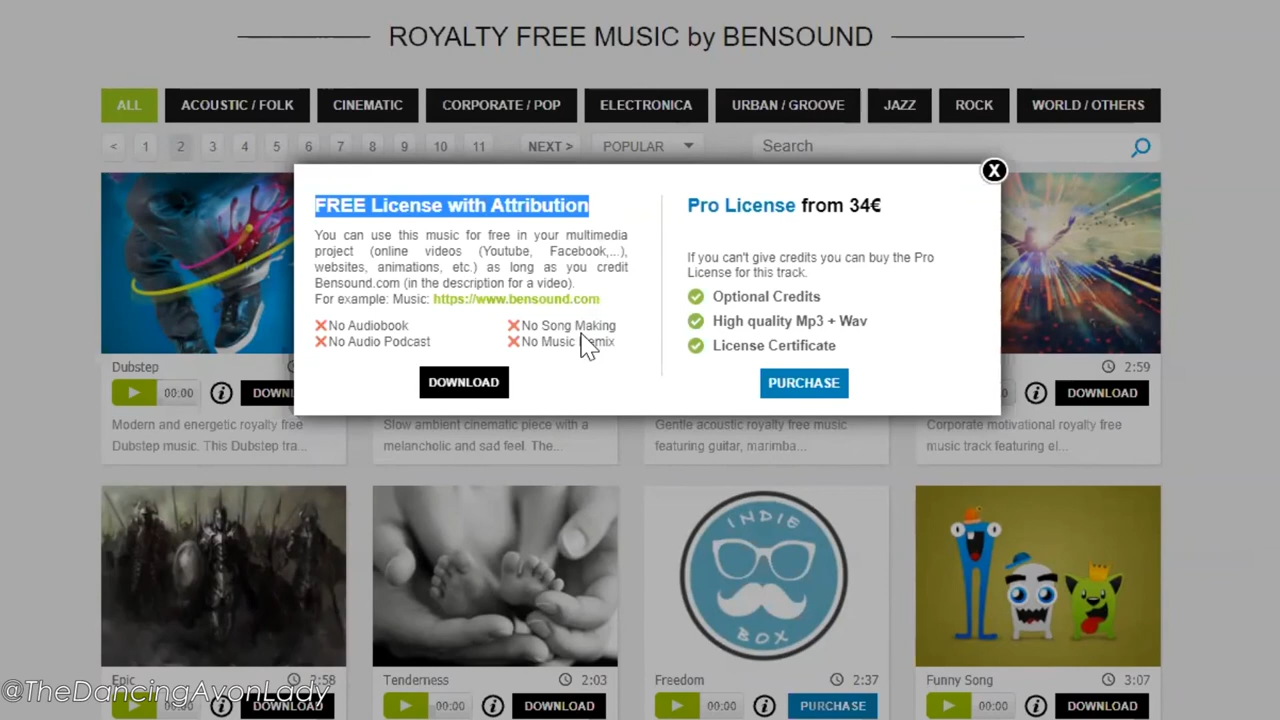 ROYALTY FREE MUSIC by BENSOUND
ALL ACOUSTIC / FOLK CINEMATIC CORPORATE / POP ELECTRONICA URBAN / GROOVE JAZZ ROCK WORLD / OTHERS
< 1 2 3 4 5 6 7 8 9 10 11 NEXT > POPULAR Search
X
FREE License with Attribution
You can use this music for free in your multimedia
project (online videos (Youtube, Facebook,...),
websites, animations, etc.) as long as you credit
Bensound.com (in the description for a video).
For example: Music: https://www.bensound.com
No Audiobook No Song Making
No Audio Podcast No Music Remix
DOWNLOAD
Pro License from 34€
If you can't give credits you can buy the Pro
License for this track.
Optional Credits
High quality Mp3 + Wav
License Certificate
PURCHASE
Dubstep
00:00 i
Modern and energetic royalty free
Dubstep music. This Dubstep tra...
Slow ambient cinematic piece with a
melancholic and sad feel. The...
Gentle acoustic royalty free music
featuring guitar, marimba...
2:59
i DOWNLOAD
Corporate motivational royalty free
music track featuring el...
INDIE
BOX
Epic 2:58
00:00 i DOWNLOAD
Tenderness 2:03
00:00 i DOWNLOAD
Freedom 2:37
00:00 i PURCHASE
Funny Song 3:07
00:00 i DOWNLOAD
@TheDancingAvonLady